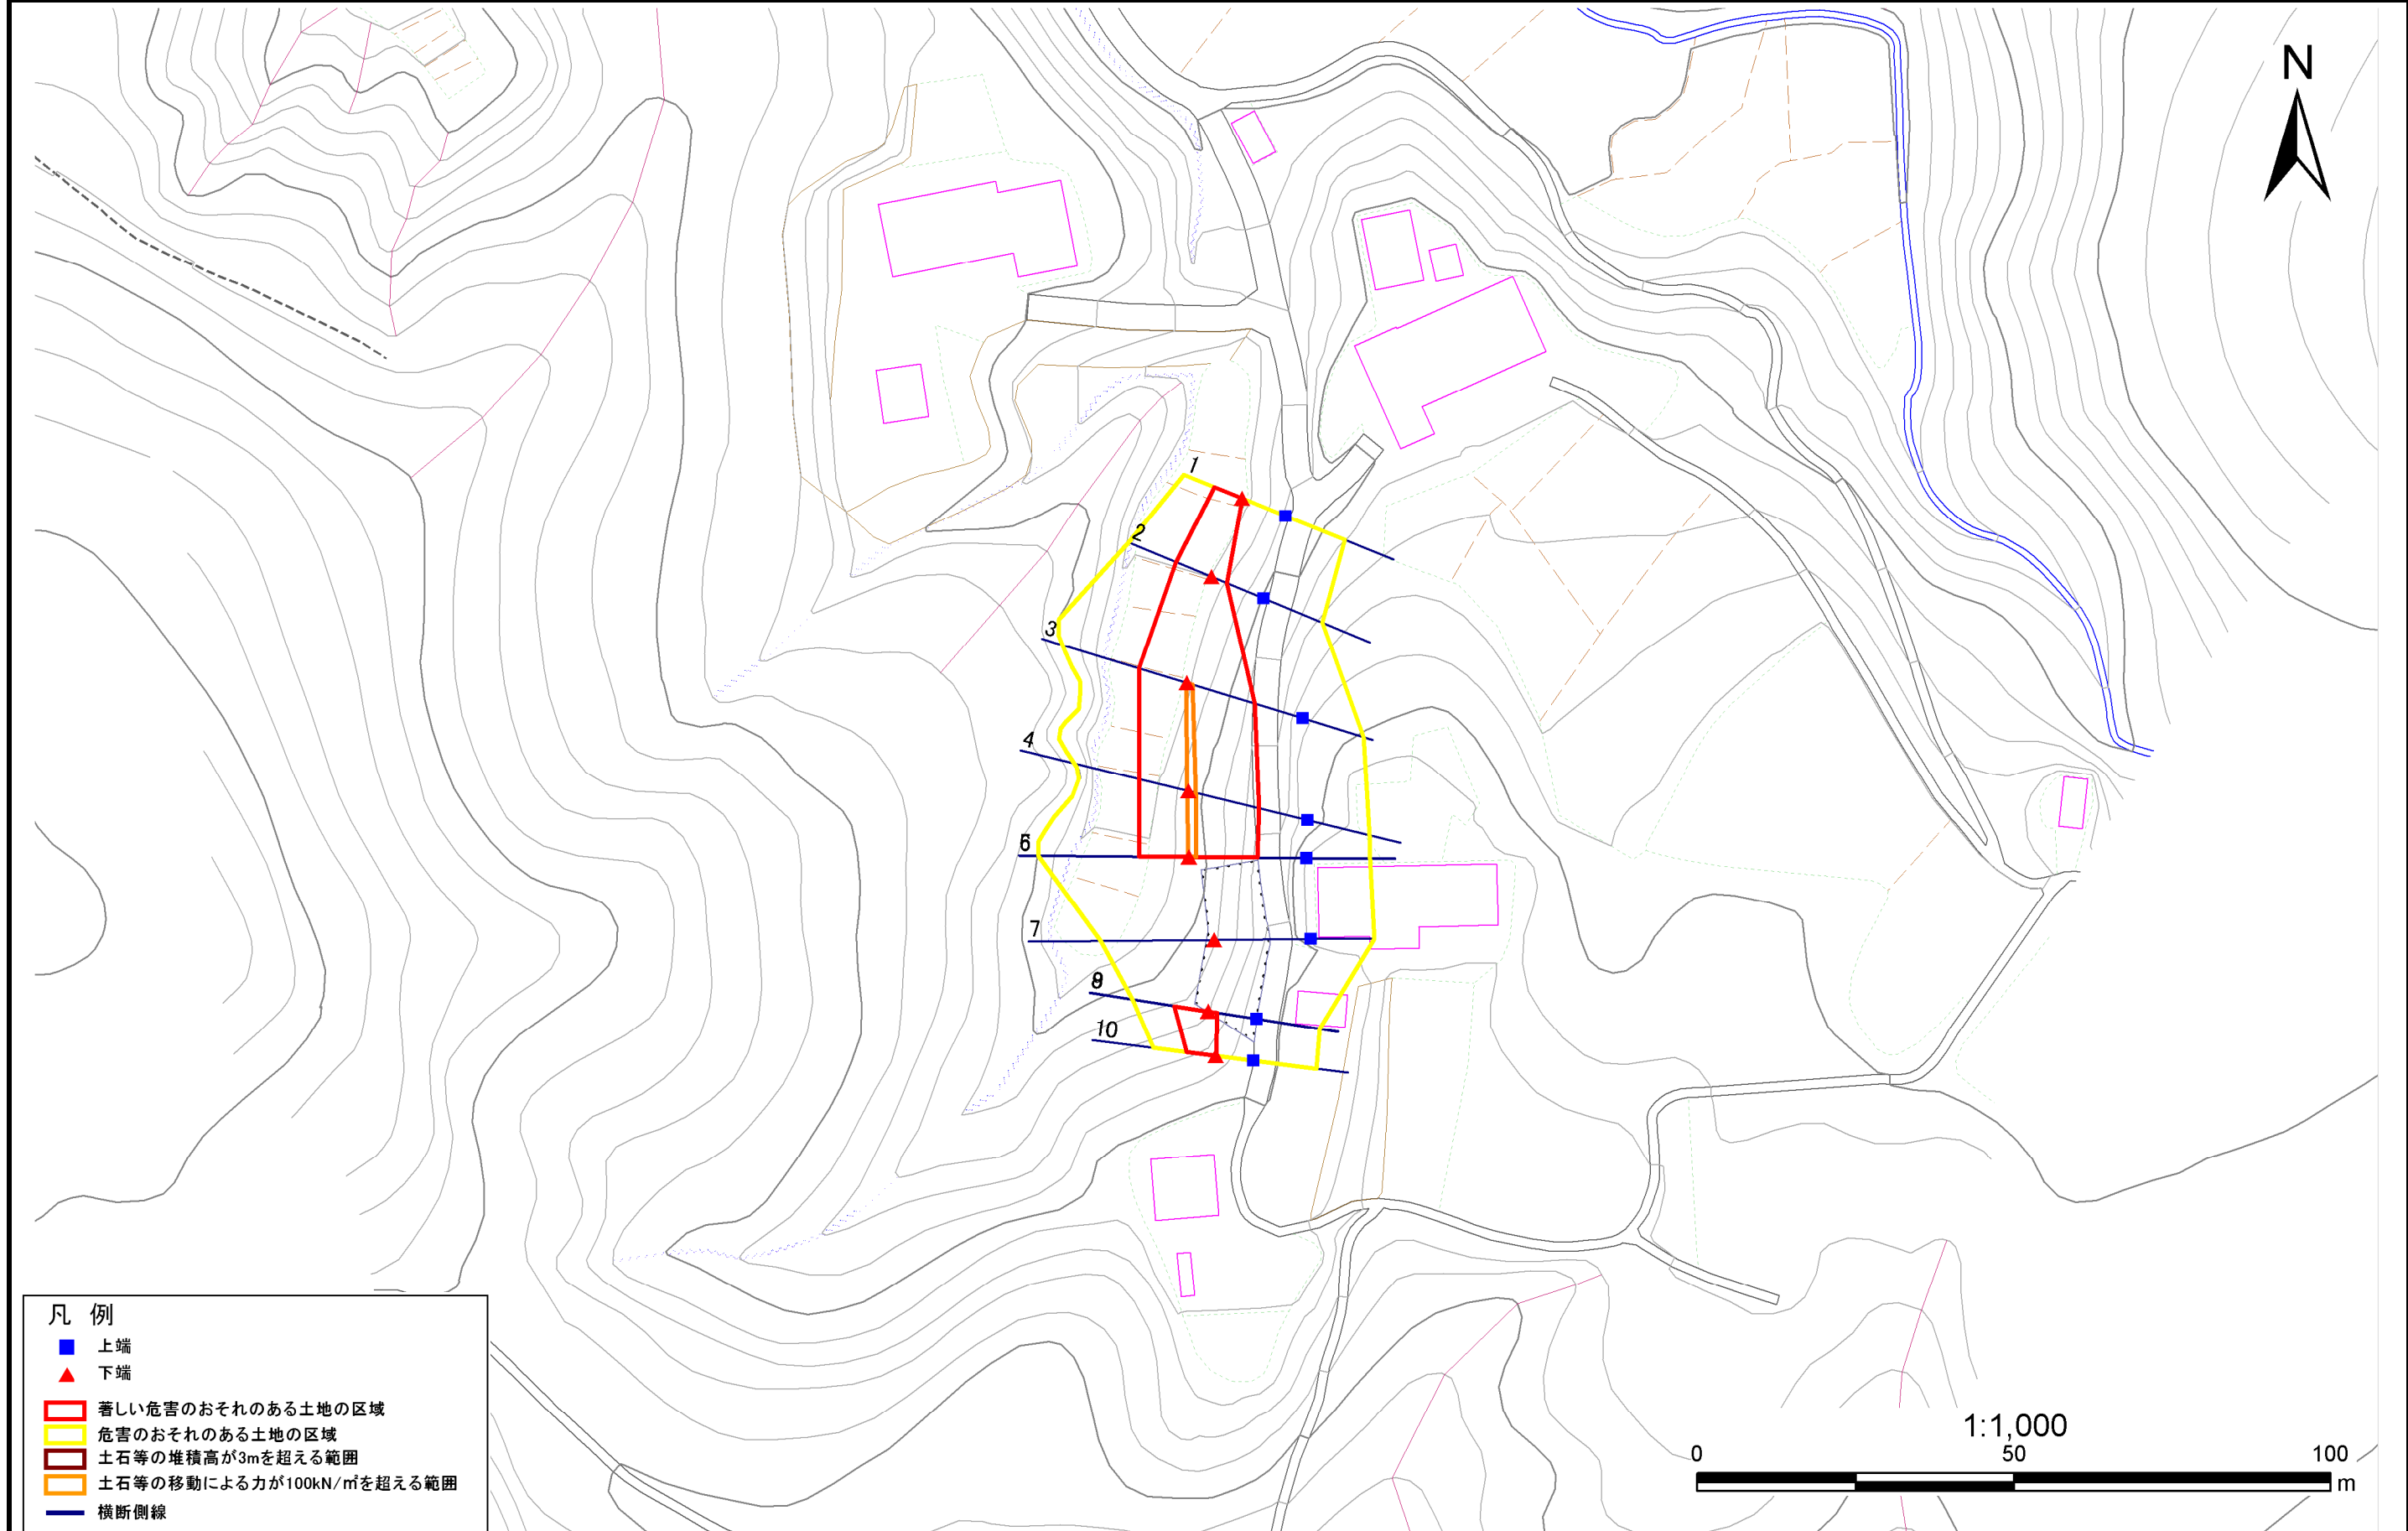 N
1
2
3
4
6
7
10
凡 例
上端
下端
著しい危害のおそれのある土地の区域
危害のおそれのある土地の区域
土石等の堆積高が3mを超える範囲
土石等の移動による力が100kN/㎡を超える範囲
横断側線
1:1,000
0 50 100
m